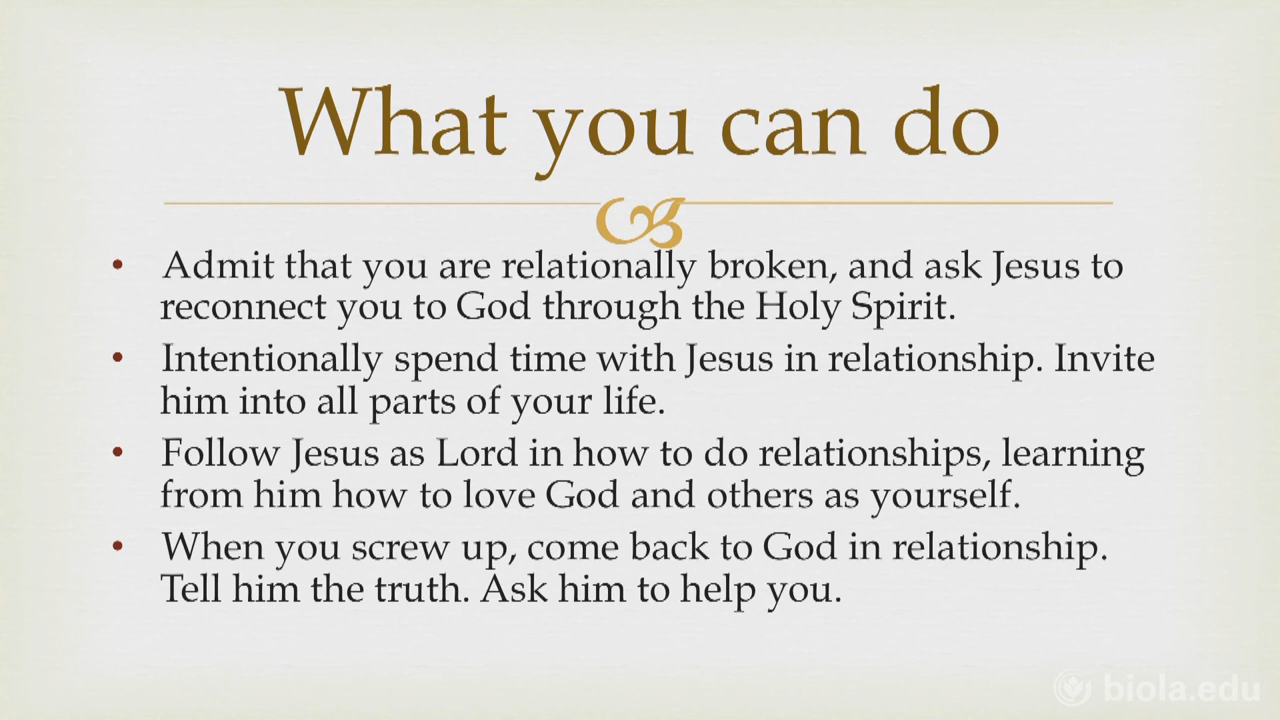 What you can do
• Admit that you are relationally broken, and ask Jesus to
reconnect you to God through the Holy Spirit.
• Intentionally spend time with Jesus in relationship. Invite
him into all parts of your life.
• Follow Jesus as Lord in how to do relationships, learning
from him how to love God and others as yourself.
• When you screw up, come back to God in relationship.
Tell him the truth. Ask him to help you.
biola.edu